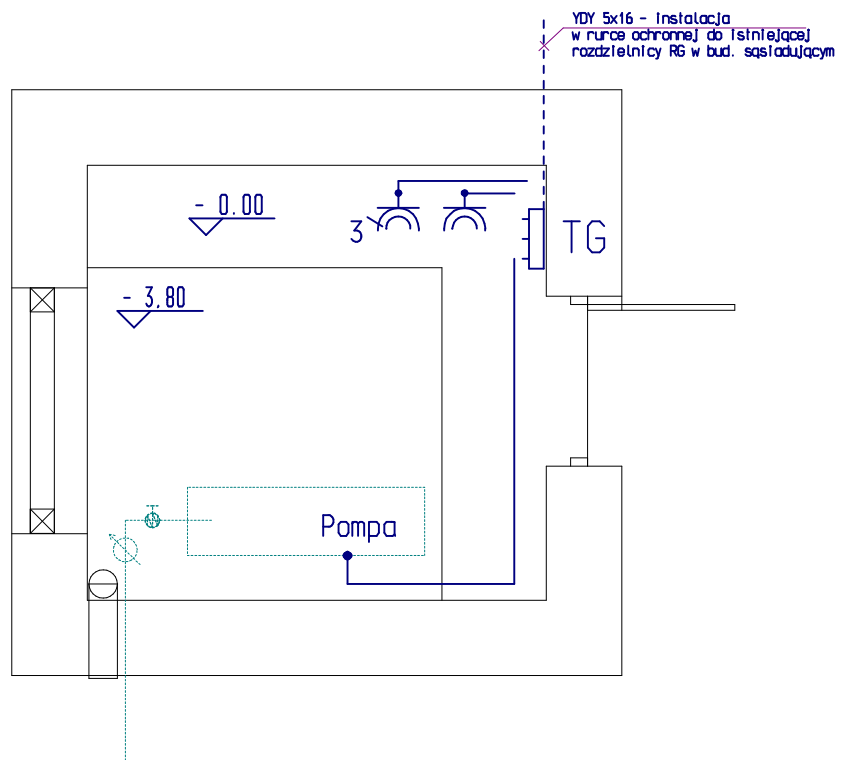 YDY 5x16 - instalacja
w rurce ochronnej do istniejącej
rozdzielnicy RG w bud. sąsiadującym
- 0.00
3
TG
- 3.80
Pompa